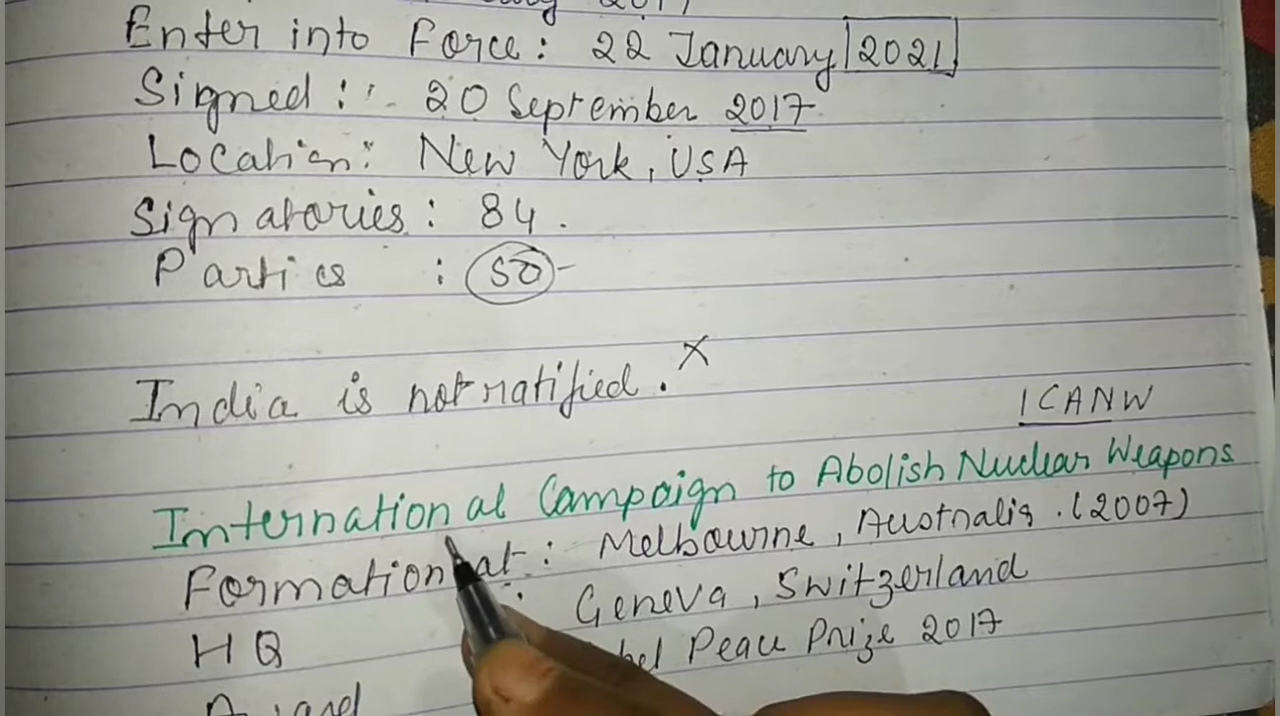 2017
Enter into Force: 22 January 2021
Signed : 20 September 2017
Location: New York, USA
Signatories: 84.
Parties : 50
India is not ratified. x
ICANW
International Campaign to Abolish Nuclear Weapons
Formation at : Melbourne, Australia. (2007)
HQ : Geneva, Switzerland
Peace Prize 2017